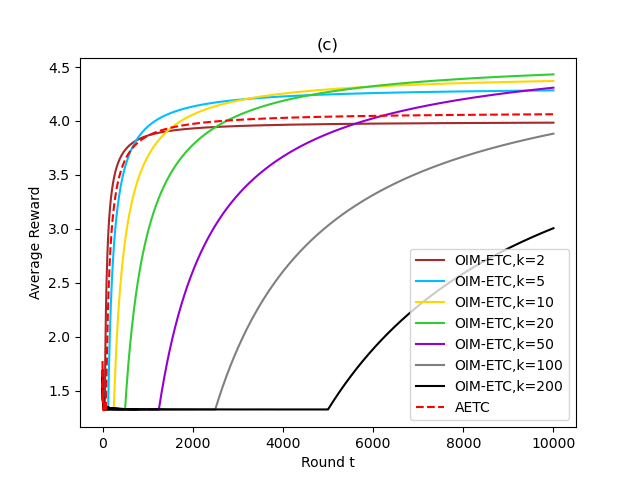 (c)
Average Reward
4.5
4.0
3.5
3.0
2.5
2.0
1.5
0
2000
4000
6000
8000
10000
Round t
OIM-ETC,k=2
OIM-ETC,k=5
OIM-ETC,k=10
OIM-ETC,k=20
OIM-ETC,k=50
OIM-ETC,k=100
OIM-ETC,k=200
AETC